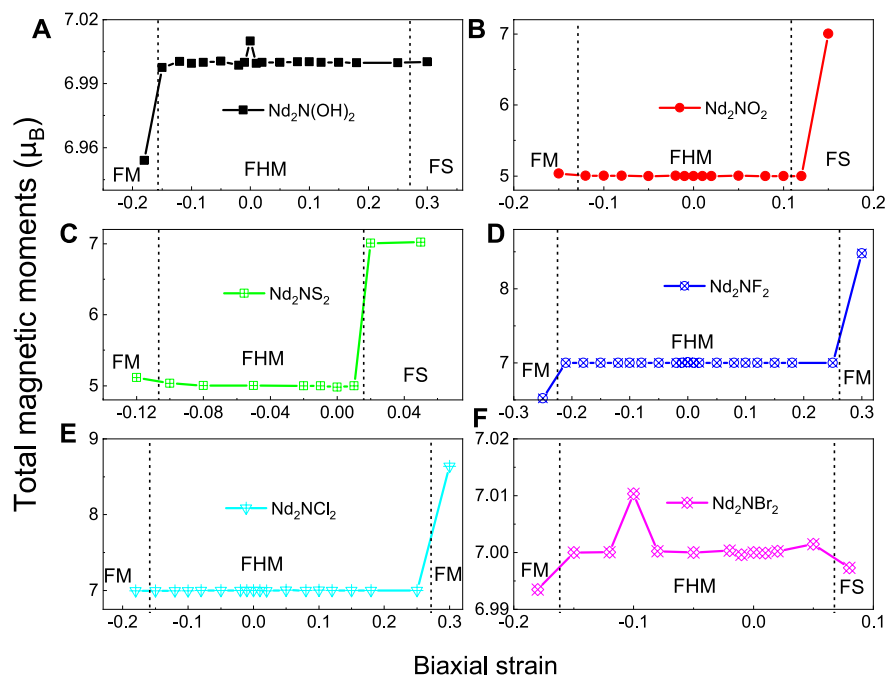 Total magnetic moments (μB)
A
7.02
6.99
6.96
Nd2N(OH)2
FM
FHM
FS
-0.2 -0.1 0.0 0.1 0.2 0.3
B
7
6
5
Nd2NO2
FM
FHM
FS
-0.2 -0.1 0.0 0.1 0.2
C
7
6
5
Nd2NS2
FM
FHM
FS
-0.12 -0.08 -0.04 0.00 0.04
D
8
7
Nd2NF2
FM
FHM
FM
-0.3 -0.2 -0.1 0.0 0.1 0.2 0.3
E
9
8
7
Nd2NCl2
FM
FHM
FM
-0.2 -0.1 0.0 0.1 0.2 0.3
F
7.02
7.01
7.00
6.99
Nd2NBr2
FM
FHM
FS
-0.1 0.0 0.1
Biaxial strain